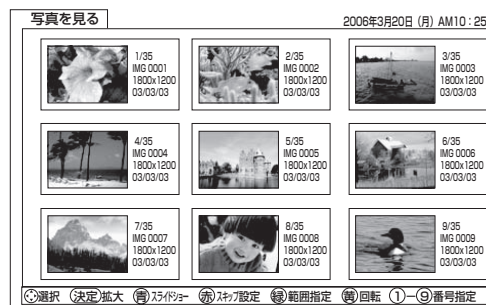 写真を見る
2006年3月20日 (月) AM10：25
1/35
IMG 0001
1800x1200
03/03/03
2/35
IMG 0002
1800x1200
03/03/03
3/35
IMG 0003
1800x1200
03/03/03
4/35
IMG 0004
1800x1200
03/03/03
5/35
IMG 0005
1800x1200
03/03/03
6/35
IMG 0006
1800x1200
03/03/03
7/35
IMG 0007
1800x1200
03/03/03
8/35
IMG 0008
1800x1200
03/03/03
9/35
IMG 0009
1800x1200
03/03/03
選択 決定拡大 青スライドショー 赤スキップ設定 緑範囲指定 黄回転 ①－⑨番号指定